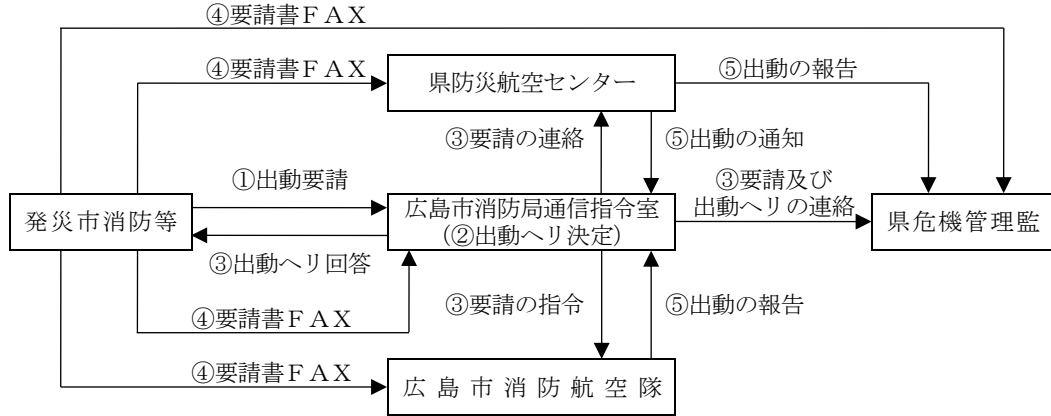 ④要請書ＦＡＸ
④要請書ＦＡＸ
県防災航空センター
⑤出動の報告
③要請の連絡
⑤出動の通知
①出動要請
③要請及び
出動ヘリの連絡
発災市消防等
広島市消防局通信指令室
（②出動ヘリ決定）
県危機管理監
③出動ヘリ回答
③要請の指令
⑤出動の報告
④要請書ＦＡＸ
④要請書ＦＡＸ
広島市消防航空隊